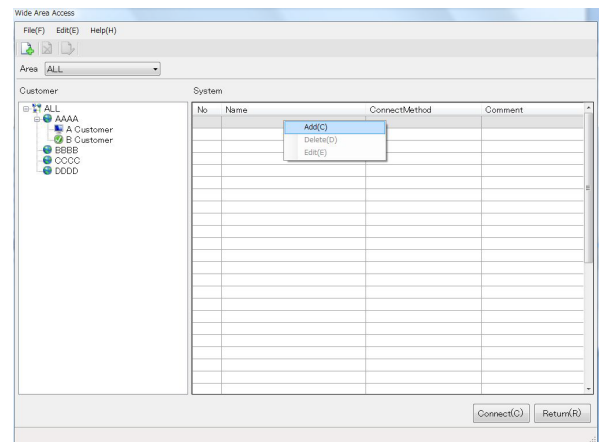 Wide Area Access
File(F) Edit(E) Help(H)
Area ALL
Customer System
ALL
AAAA
A Customer
B Customer
BBBB
CCCC
DDDD
No Name ConnectMethod Comment
Add(C)
Delete(D)
Edit(E)
Connect(C) Return(R)